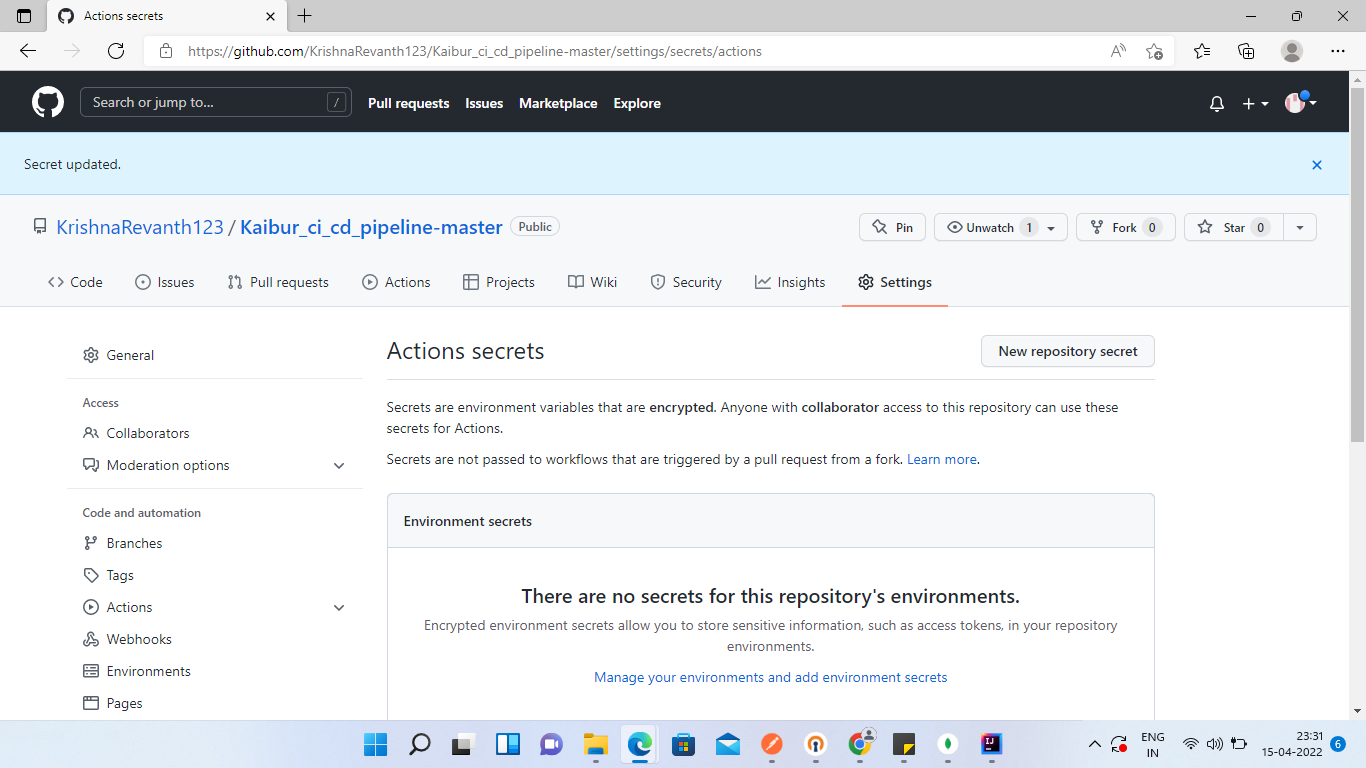 Actions secrets
https://github.com/KrishnaRevanth123/Kaibur_ci_cd_pipeline-master/settings/secrets/actions
Search or jump to...
/
Pull requests
Issues
Marketplace
Explore
Secret updated.
KrishnaRevanth123 / Kaibur_ci_cd_pipeline-master
Public
Pin
Unwatch 1
Fork 0
Star 0
Code
Issues
Pull requests
Actions
Projects
Wiki
Security
Insights
Settings
General
Access
Collaborators
Moderation options
Code and automation
Branches
Tags
Actions
Webhooks
Environments
Pages
Actions secrets
New repository secret
Secrets are environment variables that are encrypted. Anyone with collaborator access to this repository can use these
secrets for Actions.
Secrets are not passed to workflows that are triggered by a pull request from a fork. Learn more.
Environment secrets
There are no secrets for this repository's environments.
Encrypted environment secrets allow you to store sensitive information, such as access tokens, in your repository
environments.
Manage your environments and add environment secrets
ENG
IN
23:31
15-04-2022
6